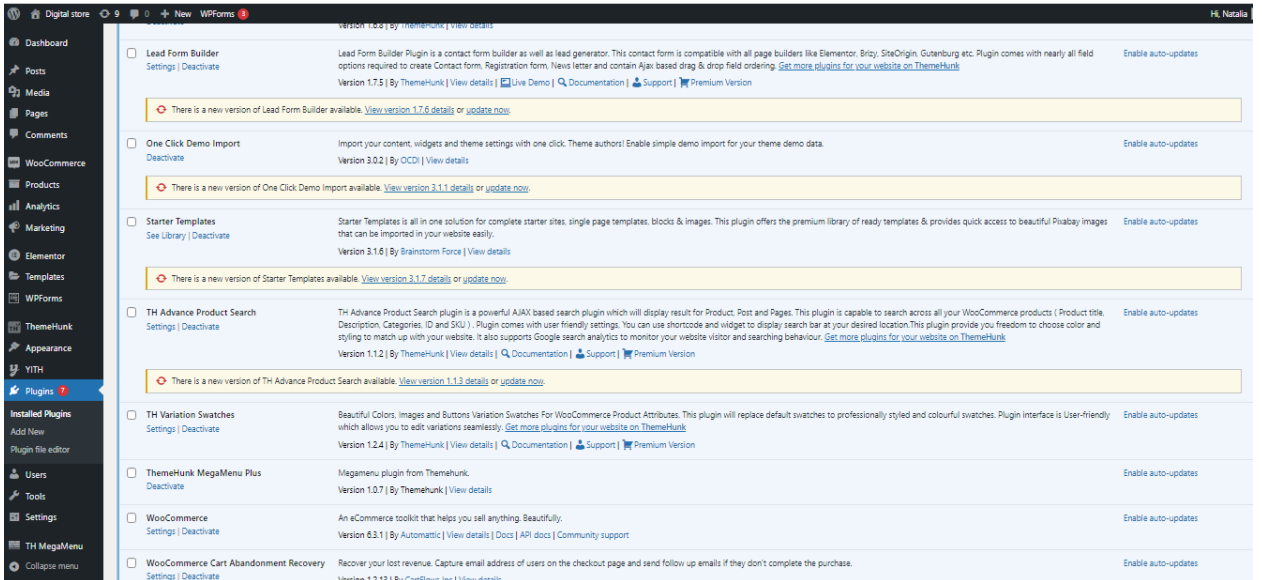 Digital store 9 0 + New WPForms 3
Hi, Natalia
Dashboard
Posts
Media
Pages
Comments
WooCommerce
Products
Analytics
Marketing
Elementor
Templates
WPForms
ThemeHunk
Appearance
YITH
Plugins 7
Installed Plugins
Add New
Plugin file editor
Users
Tools
Settings
TH MegaMenu
Collapse menu
Version 1.6.8 | By ThemeHunk | View details
Lead Form Builder
Settings | Deactivate
Lead Form Builder Plugin is a contact form builder as well as lead generator. This contact form is compatible with all page builders like Elementor, Brizy, SiteOrigin, Gutenburg etc. Plugin comes with nearly all field
options required to create Contact form, Registration form, News letter and contain Ajax based drag & drop field ordering. Get more plugins for your website on ThemeHunk
Version 1.7.5 | By ThemeHunk | View details | Live Demo | Documentation | Support | Premium Version
Enable auto-updates
There is a new version of Lead Form Builder available. View version 1.7.6 details or update now.
One Click Demo Import
Deactivate
Import your content, widgets and theme settings with one click. Theme authors! Enable simple demo import for your theme demo data.
Version 3.0.2 | By OCDI | View details
Enable auto-updates
There is a new version of One Click Demo Import available. View version 3.1.1 details or update now.
Starter Templates
See Library | Deactivate
Starter Templates is all in one solution for complete starter sites, single page templates, blocks & images. This plugin offers the premium library of ready templates & provides quick access to beautiful Pixabay images
that can be imported in your website easily.
Version 3.1.6 | By Brainstorm Force | View details
Enable auto-updates
There is a new version of Starter Templates available. View version 3.1.7 details or update now.
TH Advance Product Search
Settings | Deactivate
TH Advance Product Search plugin is a powerful AJAX based search plugin which will display result for Product, Post and Pages. This plugin is capable to search across all your WooCommerce products ( Product title,
Description, Categories, ID and SKU ) . Plugin comes with user friendly settings, You can use shortcode and widget to display search bar at your desired location.This plugin provide you freedom to choose color and
styling to match up with your website. It also supports Google search analytics to monitor your website visitor and searching behaviour. Get more plugins for your website on ThemeHunk
Version 1.1.2 | By ThemeHunk | View details | Documentation | Support | Premium Version
Enable auto-updates
There is a new version of TH Advance Product Search available. View version 1.1.3 details or update now.
TH Variation Swatches
Settings | Deactivate
Beautiful Colors, Images and Buttons Variation Swatches For WooCommerce Product Attributes. This plugin will replace default swatches to professionally styled and colourful swatches. Plugin interface is User-friendly
which allows you to edit variations seamlessly. Get more plugins for your website on ThemeHunk
Version 1.2.4 | By ThemeHunk | View details | Documentation | Support | Premium Version
Enable auto-updates
ThemeHunk MegaMenu Plus
Deactivate
Megamenu plugin from Themehunk.
Version 1.0.7 | By Themehunk | View details
Enable auto-updates
WooCommerce
Settings | Deactivate
An eCommerce toolkit that helps you sell anything. Beautifully.
Version 6.3.1 | By Automattic | View details | Docs | API docs | Community support
Enable auto-updates
WooCommerce Cart Abandonment Recovery
Settings | Deactivate
Recover your lost revenue. Capture email address of users on the checkout page and send follow up emails if they don't complete the purchase.
Version 1.2.13 | By CartFlows Inc | View details
Enable auto-updates